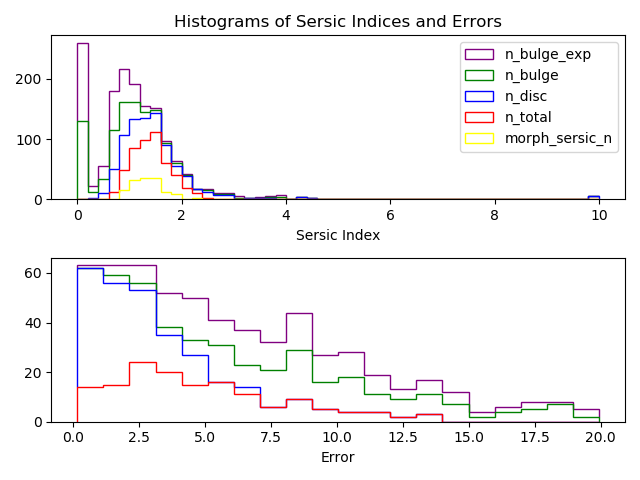 Histograms of Sersic Indices and Errors
n_bulge_exp
n_bulge
n_disc
n_total
morph_sersic_n
200
100
0
0 2 4 6 8 10
Sersic Index
60
40
20
0
0.0 2.5 5.0 7.5 10.0 12.5 15.0 17.5 20.0
Error